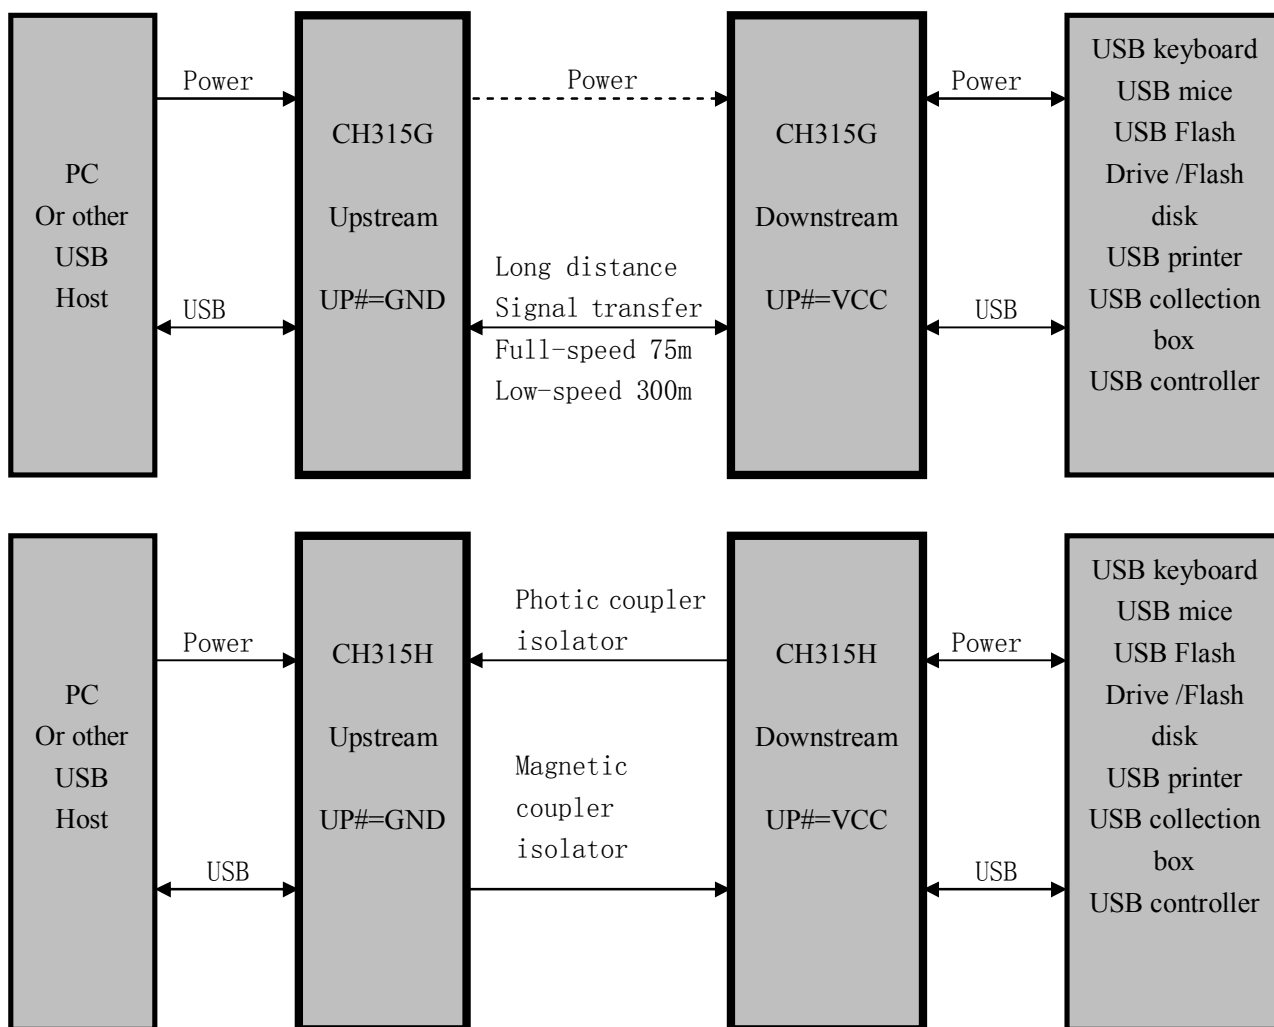 Power
Power
Power
PC
Or other
USB
Host
USB
CH315G
Upstream
UP#=GND
Long distance
Signal transfer
Full-speed 75m
Low-speed 300m
CH315G
Downstream
UP#=VCC
USB
USB keyboard
USB mice
USB Flash
Drive /Flash
disk
USB printer
USB collection
box
USB controller
Power
PC
Or other
USB
Host
USB
CH315H
Upstream
UP#=GND
Photic coupler
isolator
Magnetic
coupler
isolator
CH315H
Downstream
UP#=VCC
Power
USB
USB keyboard
USB mice
USB Flash
Drive /Flash
disk
USB printer
USB collection
box
USB controller